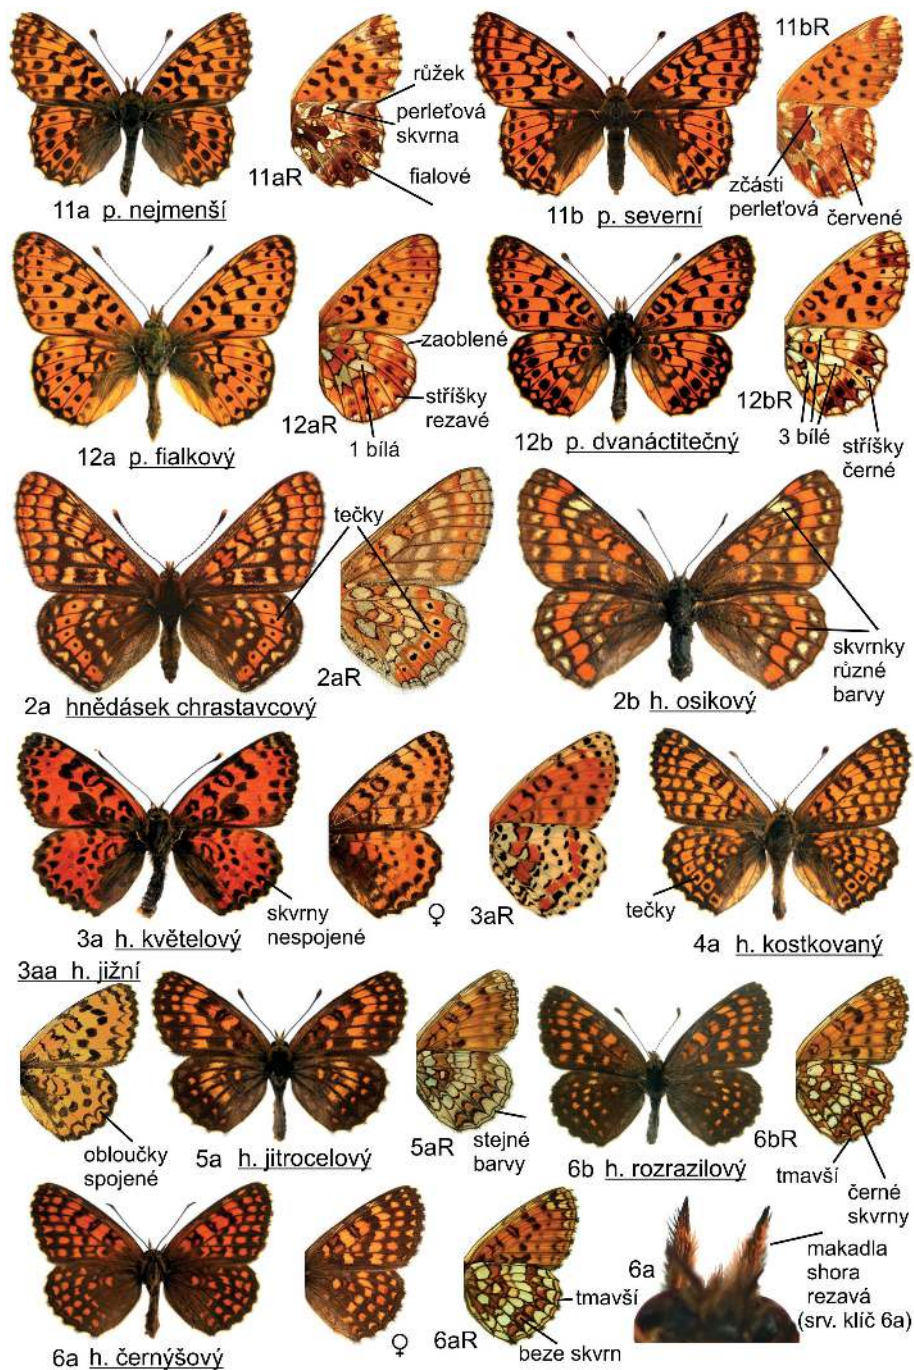 11bR
růžek
perleťová
skvrna
11aR
fialové
11a p. nejmenší
zčásti
perleťová
červené
11b p. severní
zaoblené
stříšky
rezavé
12aR
1 bílá
12a p. fialkový
12bR
3 bílé
stříšky
černé
12b p. dvanáctitečný
tečky
2aR
2a hnědásek chrastavcový
skvrnky
různé
barvy
2b h. osikový
skvrny
nespojené
♀
3aR
3a h. květelový
tečky
4a h. kostkovaný
3aa h. jižní
obloučky
spojené
5a h. jitrocelový
5aR
stejné
barvy
6b h. rozrazilový
6bR
tmavší
černé
skvrny
6a h. černýšový
♀
6aR
tmavší
beze skvrn
6a
makadla
shora
rezavá
(srv. klíč 6a)